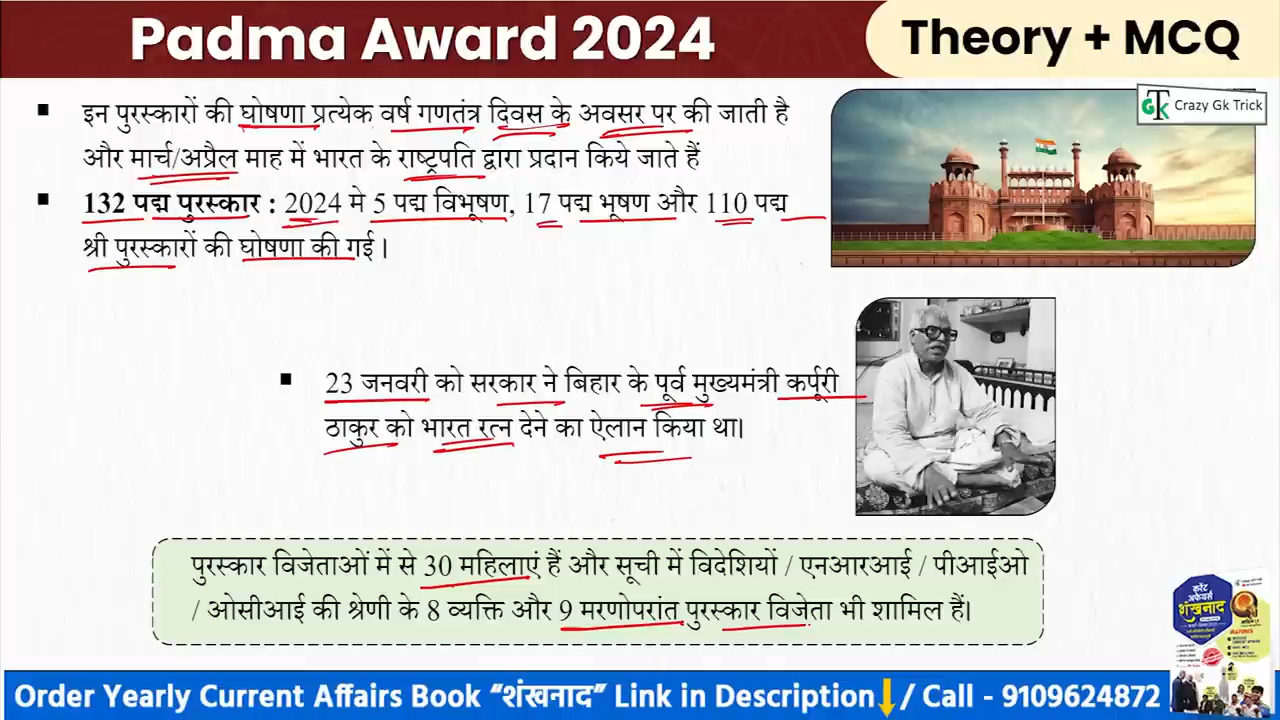 Padma Award 2024
Theory + MCQ
Crazy Gk Trick
इन पुरस्कारों की घोषणा प्रत्येक वर्ष गणतंत्र दिवस के अवसर पर की जाती है
और मार्च/अप्रैल माह में भारत के राष्ट्रपति द्वारा प्रदान किये जाते हैं
132 पद्म पुरस्कार : 2024 मे 5 पद्म विभूषण, 17 पद्म भूषण और 110 पद्म
श्री पुरस्कारों की घोषणा की गई।
23 जनवरी को सरकार ने बिहार के पूर्व मुख्यमंत्री कर्पूरी
ठाकुर को भारत रत्न देने का ऐलान किया था।
पुरस्कार विजेताओं में से 30 महिलाएं हैं और सूची में विदेशियों / एनआरआई / पीआईओ
/ ओसीआई की श्रेणी के 8 व्यक्ति और 9 मरणोपरांत पुरस्कार विजेता भी शामिल हैं।
करेंट
अफेयर्स
शंखनाद
Order Yearly Current Affairs Book “शंखनाद” Link in Description / Call - 9109624872